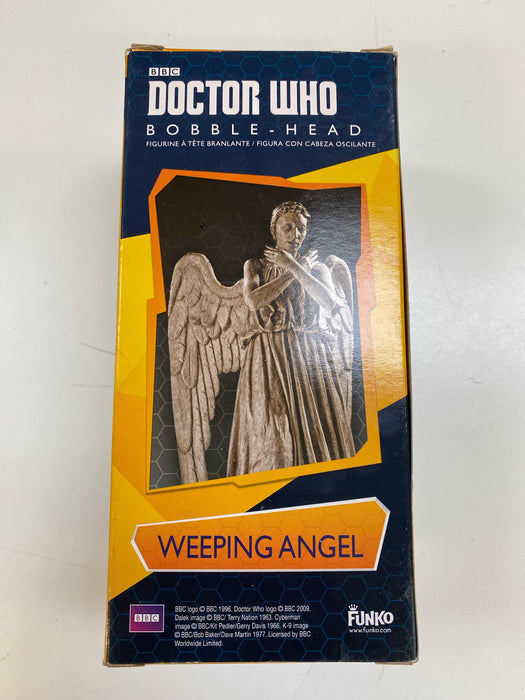 BBC
DOCTOR WHO
BOBBLE-HEAD
FIGURINE À TÊTE BRANLANTE / FIGURA CON CABEZA OSCILANTE
WEEPING ANGEL
BBC
BBC logo © BBC 1996. Doctor Who logo © BBC 2009.
Dalek image © BBC/ Terry Nation 1963. Cyberman
image © BBC/Kit Pedler/Gerry Davis 1966. K-9 image
© BBC/Bob Baker/Dave Martin 1977. Licensed by BBC
Worldwide Limited.
FUNKO
www.Funko.com